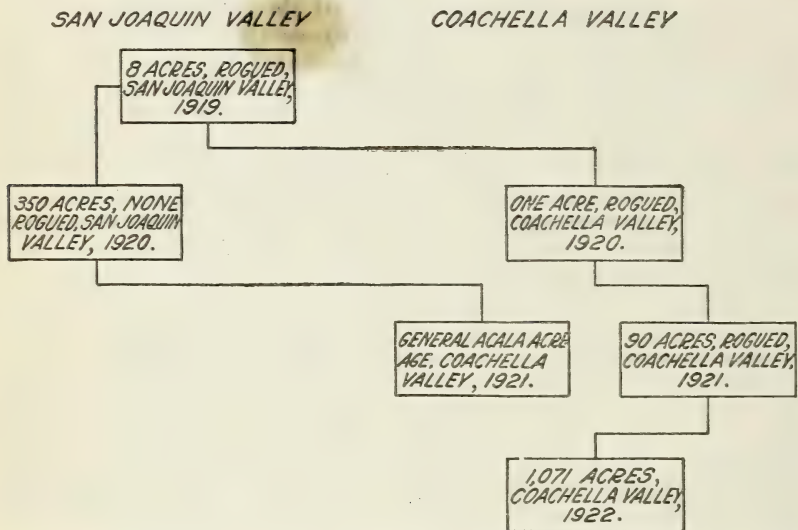 SAN JOAQUIN VALLEY
COACHELLA VALLEY
8 ACRES, ROGUED,
SAN JOAQUIN VALLEY,
1919.
350 ACRES, NONE
ROGUED, SAN JOAQUIN
VALLEY, 1920.
ONE ACRE, ROGUED,
COACHELLA VALLEY,
1920.
GENERAL ACALA ACRE
AGE, COACHELLA
VALLEY, 1921.
90 ACRES, ROGUED,
COACHELLA VALLEY,
1921.
1,071 ACRES,
COACHELLA VALLEY,
1922.